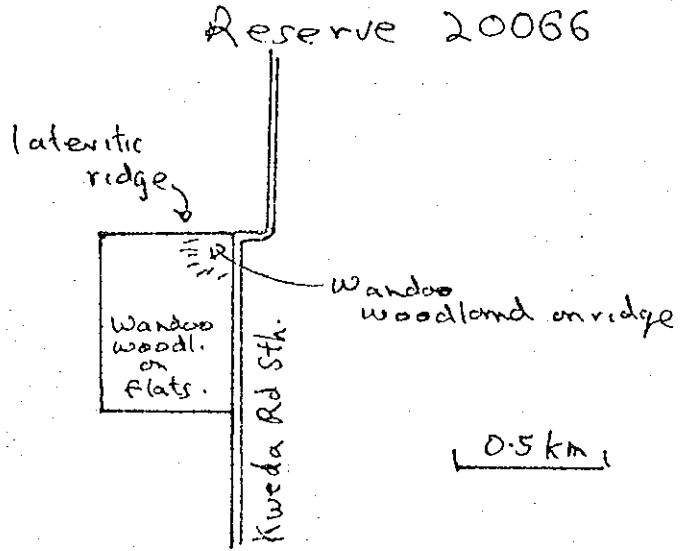 Reserve 20066
lateritic
ridge
Wandoo
woodland on ridge
Wandoo
woodl.
on
flats.
Kweda Rd Sth.
0.5 km